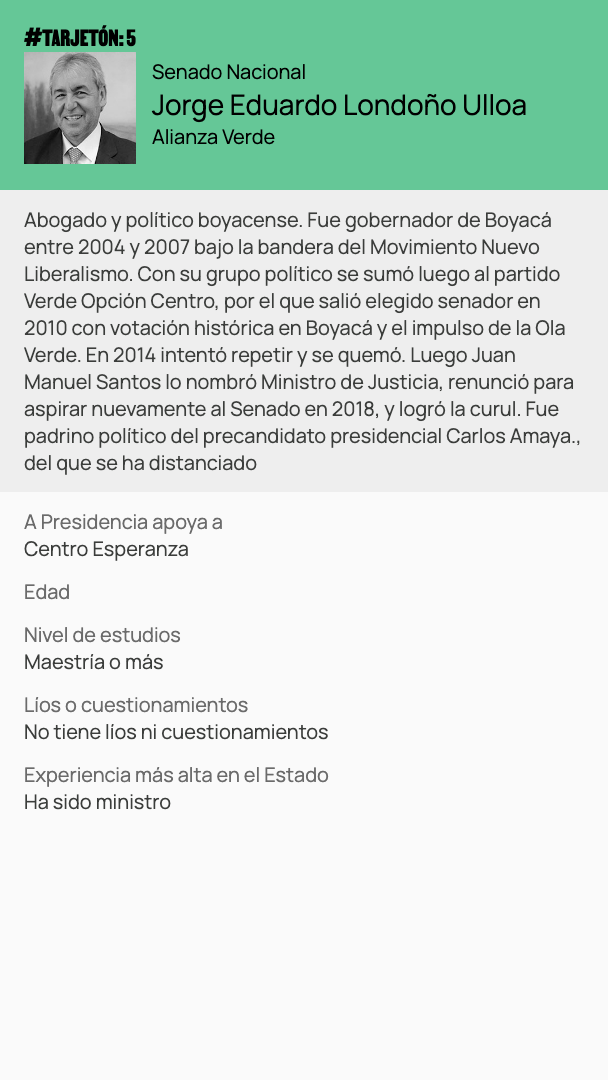 #TARJETÓN: 5
Senado Nacional
Jorge Eduardo Londoño Ulloa
Alianza Verde
Abogado y político boyacense. Fue gobernador de Boyacá
entre 2004 y 2007 bajo la bandera del Movimiento Nuevo
Liberalismo. Con su grupo político se sumó luego al partido
Verde Opción Centro, por el que salió elegido senador en
2010 con votación histórica en Boyacá y el impulso de la Ola
Verde. En 2014 intentó repetir y se quemó. Luego Juan
Manuel Santos lo nombró Ministro de Justicia, renunció para
aspirar nuevamente al Senado en 2018, y logró la curul. Fue
padrino político del precandidato presidencial Carlos Amaya.,
del que se ha distanciado
A Presidencia apoya a
Centro Esperanza
Edad
Nivel de estudios
Maestría o más
Líos o cuestionamientos
No tiene líos ni cuestionamientos
Experiencia más alta en el Estado
Ha sido ministro